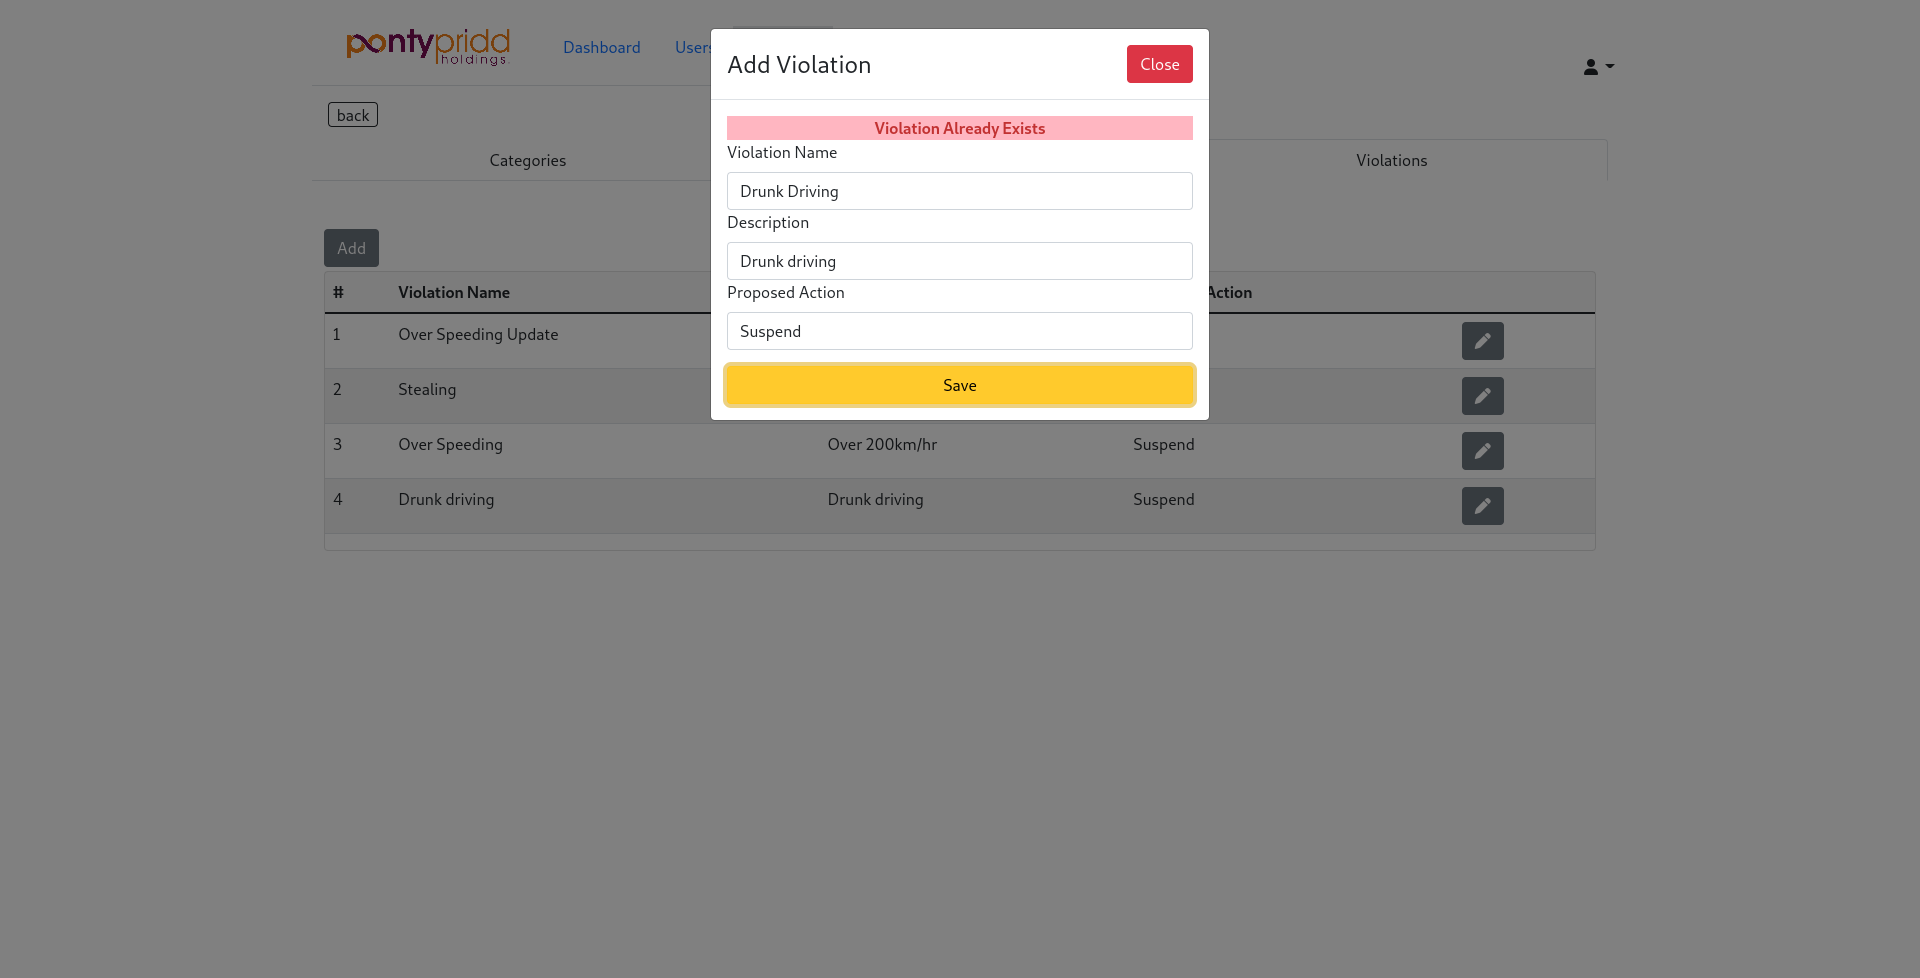 pontypridd
holdings.
Dashboard Users
back
Categories Violations
Add
# Violation Name Action
1 Over Speeding Update
2 Stealing
3 Over Speeding Over 200km/hr Suspend
4 Drunk driving Drunk driving Suspend
Add Violation Close
Violation Already Exists
Violation Name
Drunk Driving
Description
Drunk driving
Proposed Action
Suspend
Save